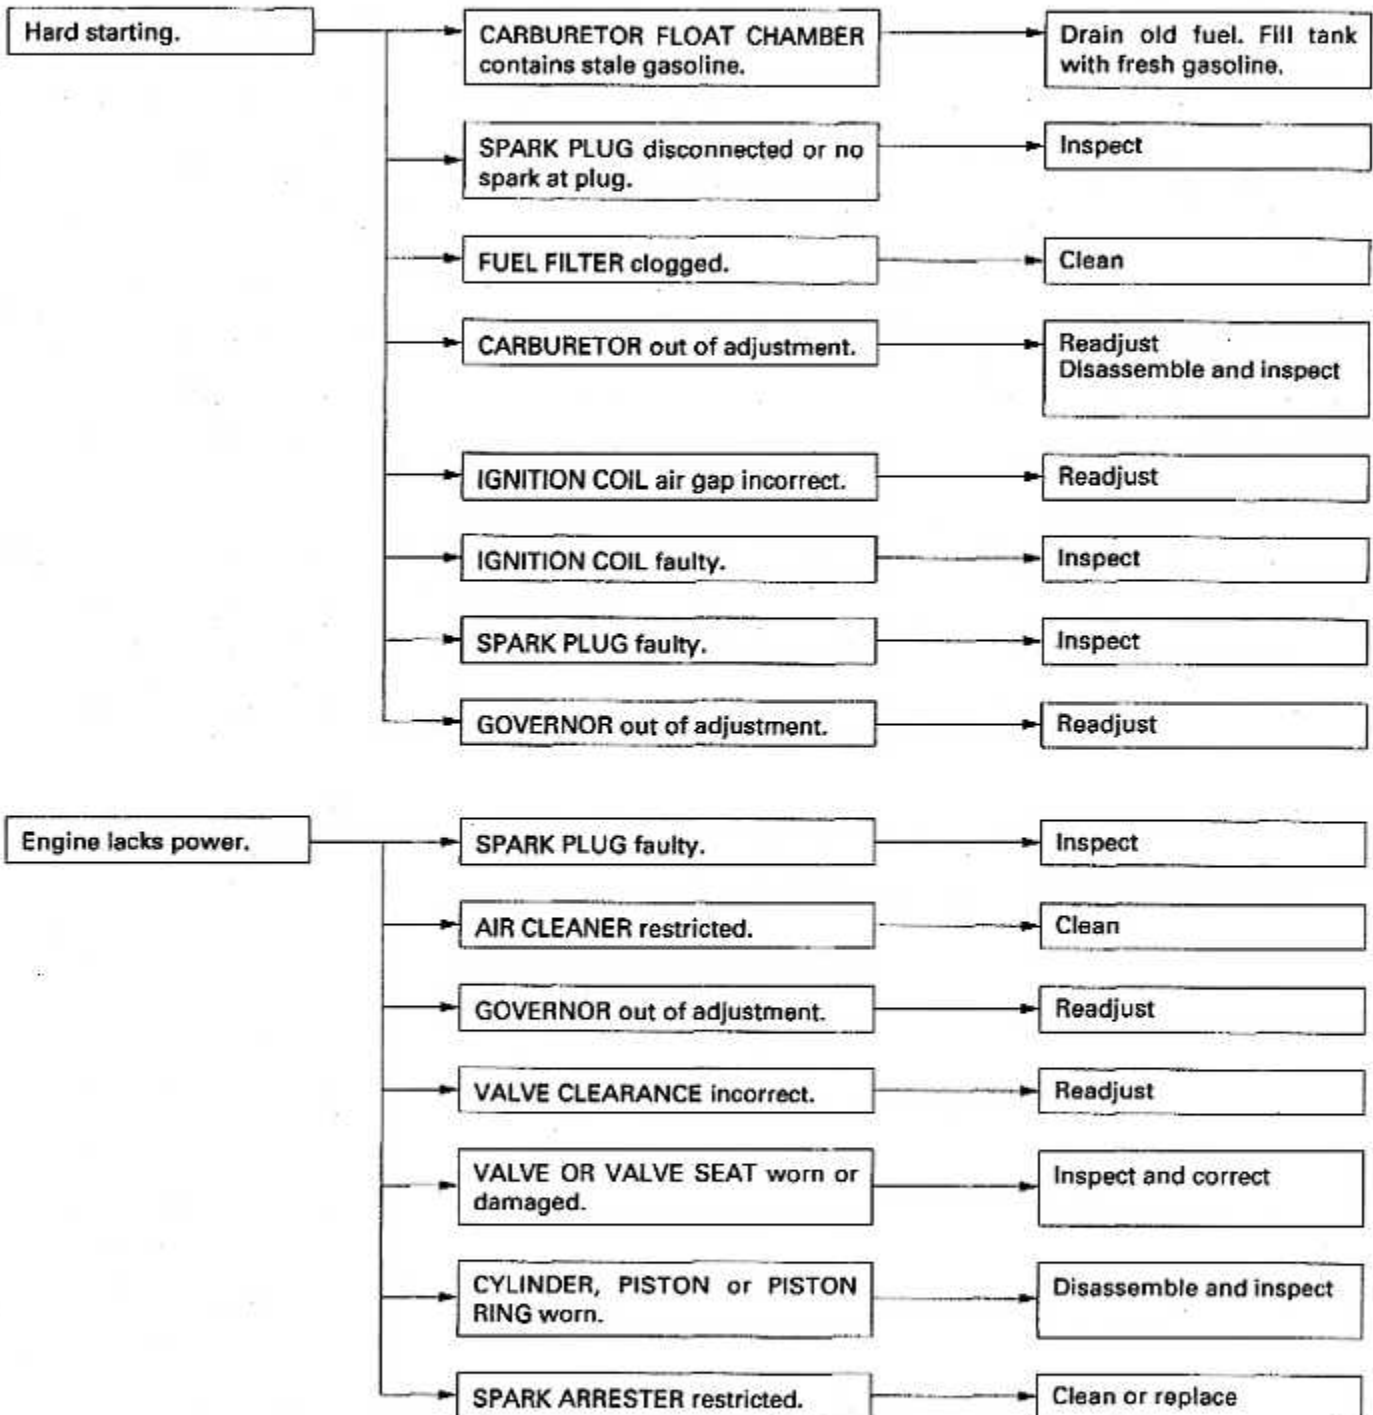 Hard starting.
CARBURETOR FLOAT CHAMBER
contains stale gasoline.
Drain old fuel. Fill tank
with fresh gasoline.
SPARK PLUG disconnected or no
spark at plug.
Inspect
FUEL FILTER clogged.
Clean
CARBURETOR out of adjustment.
Readjust
Disassemble and inspect
IGNITION COIL air gap incorrect.
Readjust
IGNITION COIL faulty.
Inspect
SPARK PLUG faulty.
Inspect
GOVERNOR out of adjustment.
Readjust
Engine lacks power.
SPARK PLUG faulty.
Inspect
AIR CLEANER restricted.
Clean
GOVERNOR out of adjustment.
Readjust
VALVE CLEARANCE incorrect.
Readjust
VALVE OR VALVE SEAT worn or
damaged.
Inspect and correct
CYLINDER, PISTON or PISTON
RING worn.
Disassemble and inspect
SPARK ARRESTER restricted.
Clean or replace